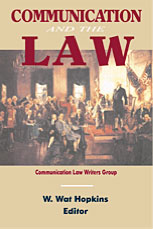 COMMUNICATION
AND THE
LAW
Communication Law Writers Group
W. Wat Hopkins
Editor